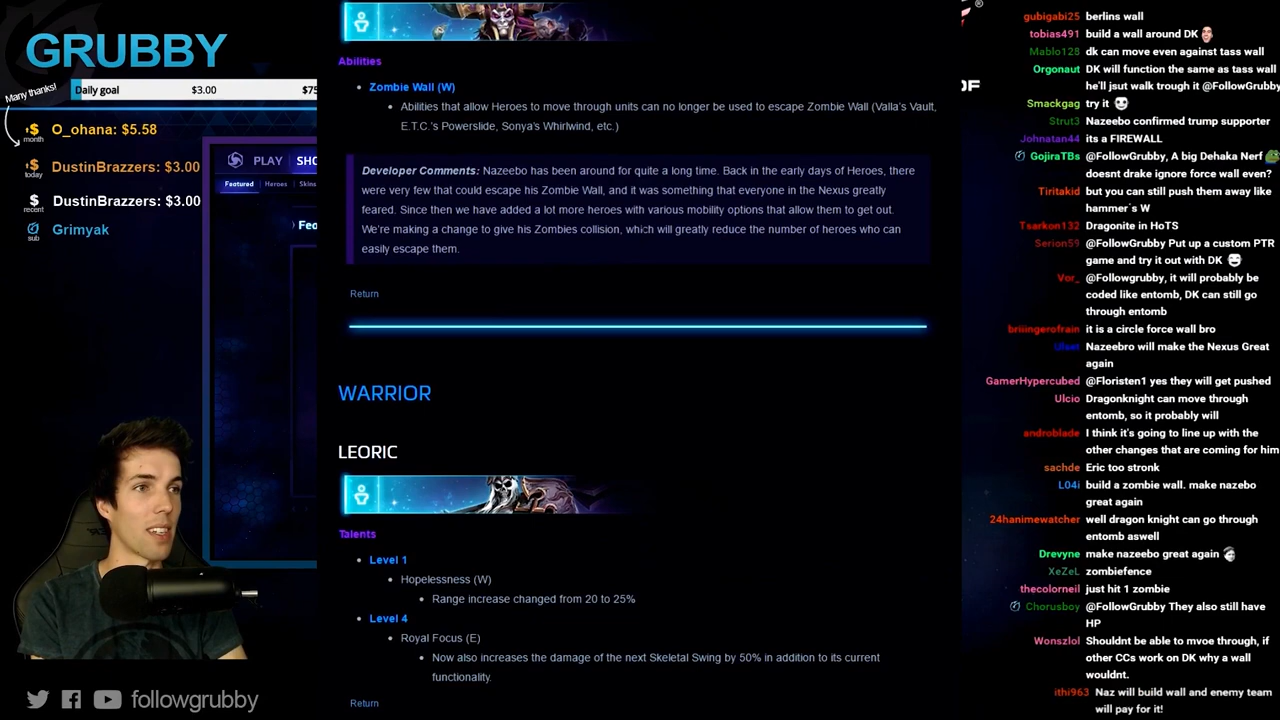 GRUBBY
Many thanks!
Daily goal $3.00 $75
month O_ohana: $5.58
today DustinBrazzers: $3.00
recent DustinBrazzers: $3.00
sub Grimyak
PLAY SHO
Featured Heroes Skins
Fea
followgrubby
Abilities
Zombie Wall (W)
Abilities that allow Heroes to move through units can no longer be used to escape Zombie Wall (Valla's Vault,
E.T.C.'s Powerslide, Sonya's Whirlwind, etc.)
Developer Comments: Nazeebo has been around for quite a long time. Back in the early days of Heroes, there
were very few that could escape his Zombie Wall, and it was something that everyone in the Nexus greatly
feared. Since then we have added a lot more heroes with various mobility options that allow them to get out.
We're making a change to give his Zombies collision, which will greatly reduce the number of heroes who can
easily escape them.
Return
WARRIOR
LEORIC
Talents
Level 1
Hopelessness (W)
Range increase changed from 20 to 25%
Level 4
Royal Focus (E)
Now also increases the damage of the next Skeletal Swing by 50% in addition to its current
functionality.
Return
OF
gubigabi25 berlins wall
tobias491 build a wall around DK
Mablo128 dk can move even against tass wall
Orgonaut DK will function the same as tass wall
he'll jsut walk trough it @FollowGrubby
Smackgag try it
Strut3 Nazeebo confirmed trump supporter
Johnatan44 its a FIREWALL
GojiraTBs @FollowGrubby, A big Dehaka Nerf
doesnt drake ignore force wall even?
Tiritakid but you can still push them away like
hammer´s W
Tsarkon132 Dragonite in HoTS
Serion59 @FollowGrubby Put up a custom PTR
game and try it out with DK
Vor_ @Followgrubby, it will probably be
coded like entomb, DK can still go
through entomb
briiingerofrain it is a circle force wall bro
Nazeebro will make the Nexus Great
again
GamerHypercubed @Floristen1 yes they will get pushed
Ulcio Dragonknight can move through
entomb, so it probably will
androblade I think it's going to line up with the
other changes that are coming for him
sachde Eric too stronk
L04i build a zombie wall. make nazebo
great again
24hanimewatcher well dragon knight can go through
entomb aswell
Drevyne make nazeebo great again
XeZeL zombiefence
thecolorneil just hit 1 zombie
Chorusboy @FollowGrubby They also still have
HP
Wonszlol Shouldnt be able to mvoe through, if
other CCs work on DK why a wall
wouldnt.
ithi963 Naz will build wall and enemy team
will pay for it!